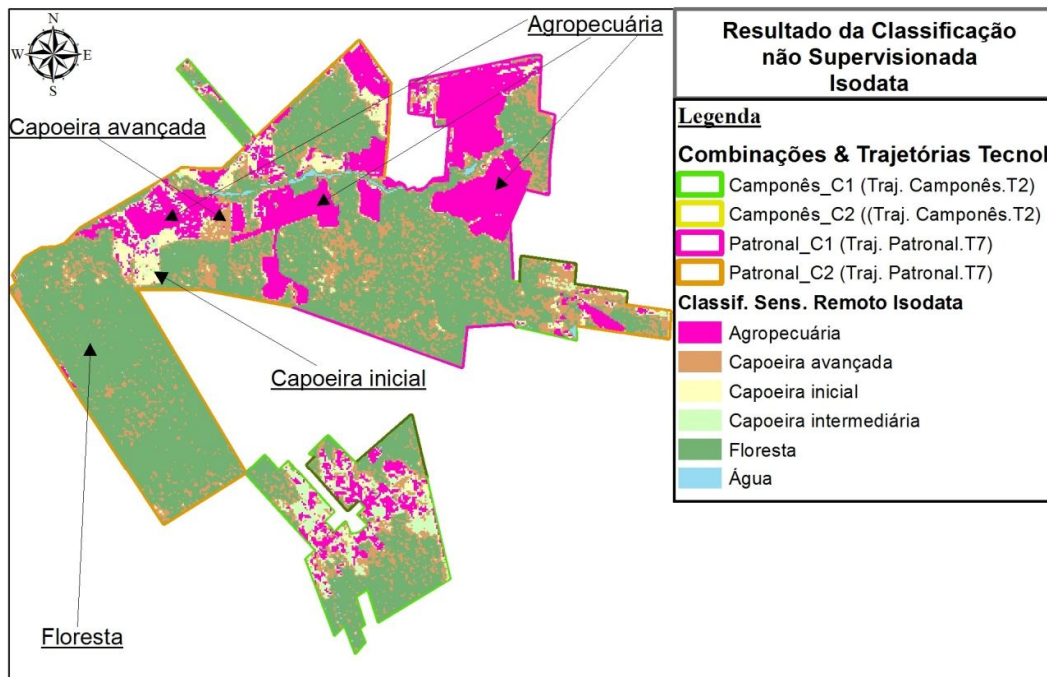 N
W
E
S
Agropecuária
Capoeira avançada
Capoeira inicial
Floresta
Resultado da Classificação
não Supervisionada
Isodata
Legenda
Combinações & Trajetórias Tecnol
Camponês_C1 (Traj. Camponês.T2)
Camponês_C2 ((Traj. Camponês.T2)
Patronal_C1 (Traj. Patronal.T7)
Patronal_C2 (Traj. Patronal.T7)
Classif. Sens. Remoto Isodata
Agropecuária
Capoeira avançada
Capoeira inicial
Capoeira intermediária
Floresta
Água